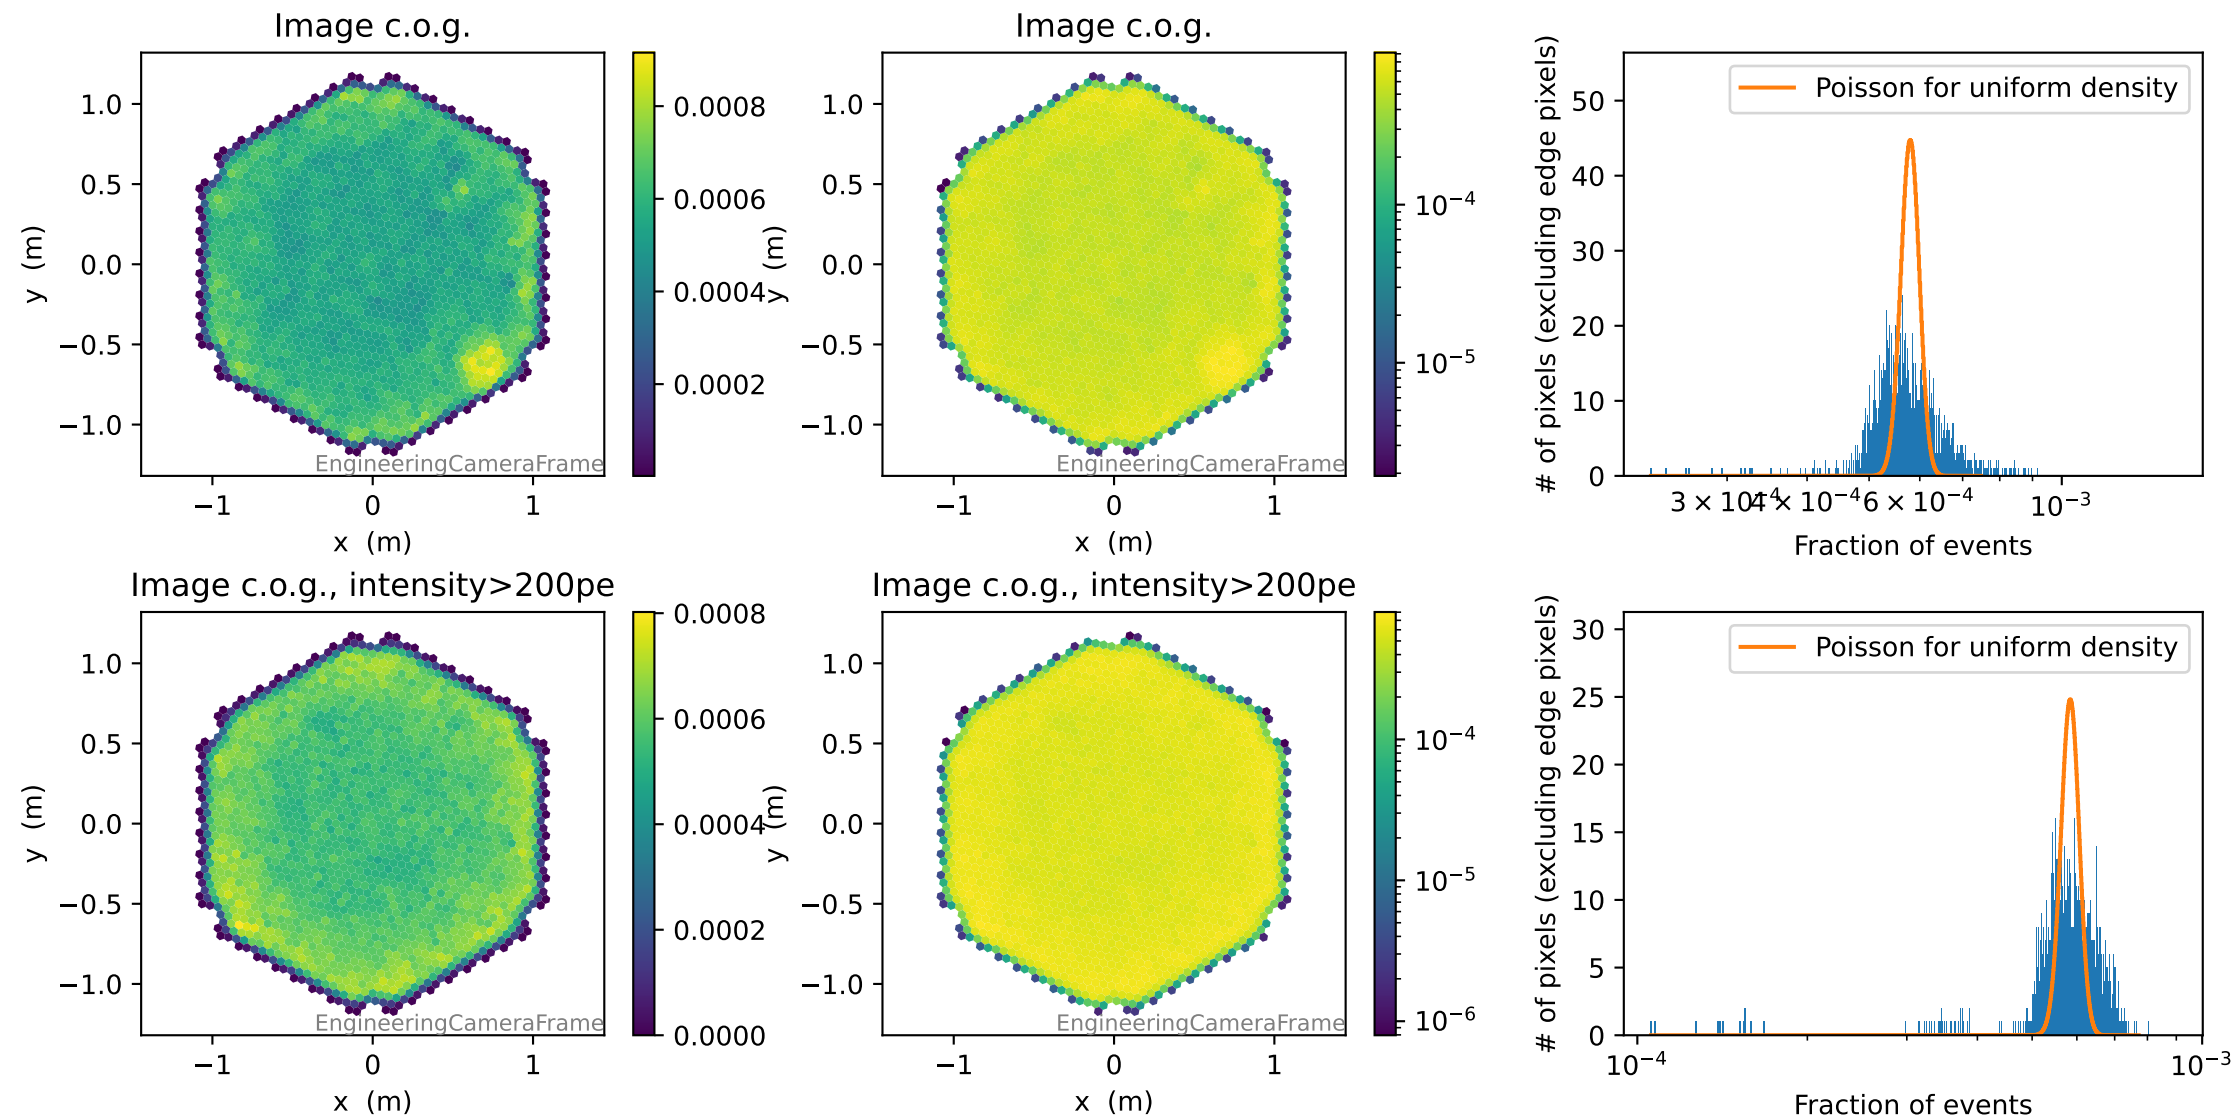 Image c.o.g.
1.0
0.5
0.0
−0.5
−1.0
y (m)
−1
0
1
x (m)
EngineeringCameraFrame
0.0008
0.0006
0.0004
0.0002
Image c.o.g.
1.0
0.5
0.0
−0.5
−1.0
y (m)
−1
0
1
x (m)
EngineeringCameraFrame
10⁻⁴
10⁻⁵
# of pixels (excluding edge pixels)
50
40
30
20
10
0
Poisson for uniform density
3 × 10⁻⁴
4 × 10⁻⁴
6 × 10⁻⁴
10⁻³
Fraction of events
Image c.o.g., intensity>200pe
1.0
0.5
0.0
−0.5
−1.0
y (m)
−1
0
1
x (m)
EngineeringCameraFrame
0.0008
0.0006
0.0004
0.0002
0.0000
Image c.o.g., intensity>200pe
1.0
0.5
0.0
−0.5
−1.0
y (m)
−1
0
1
x (m)
EngineeringCameraFrame
10⁻⁴
10⁻⁵
10⁻⁶
# of pixels (excluding edge pixels)
30
25
20
15
10
5
0
Poisson for uniform density
10⁻⁴
10⁻³
Fraction of events